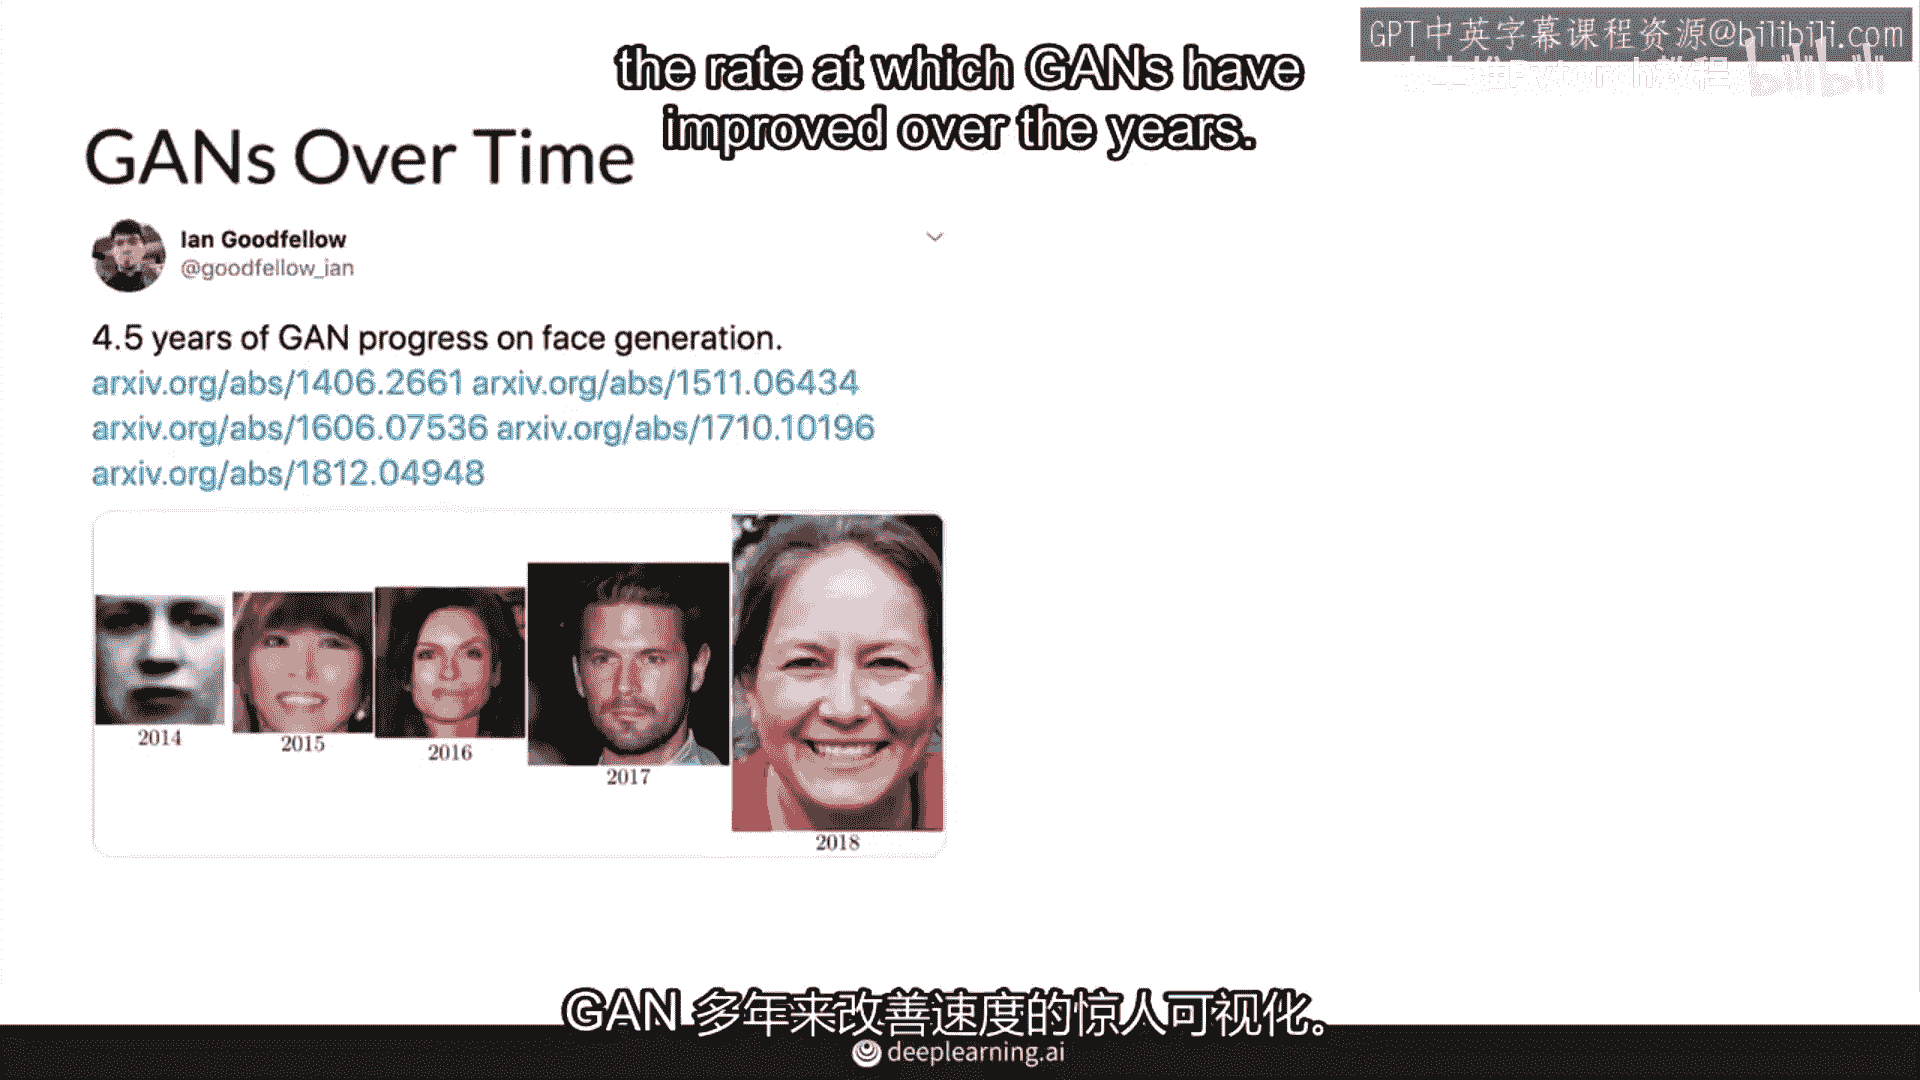 GPT中英字幕课程资源@bilibili.com
the rate at which GANs have
improved over the years.
GANs Over Time
Ian Goodfellow
@goodfellow_ian
4.5 years of GAN progress on face generation.
arxiv.org/abs/1406.2661 arxiv.org/abs/1511.06434
arxiv.org/abs/1606.07536 arxiv.org/abs/1710.10196
arxiv.org/abs/1812.04948
2014
2015
2016
2017
2018
GAN 多年来改善速度的惊人可视化。
deeplearning.ai